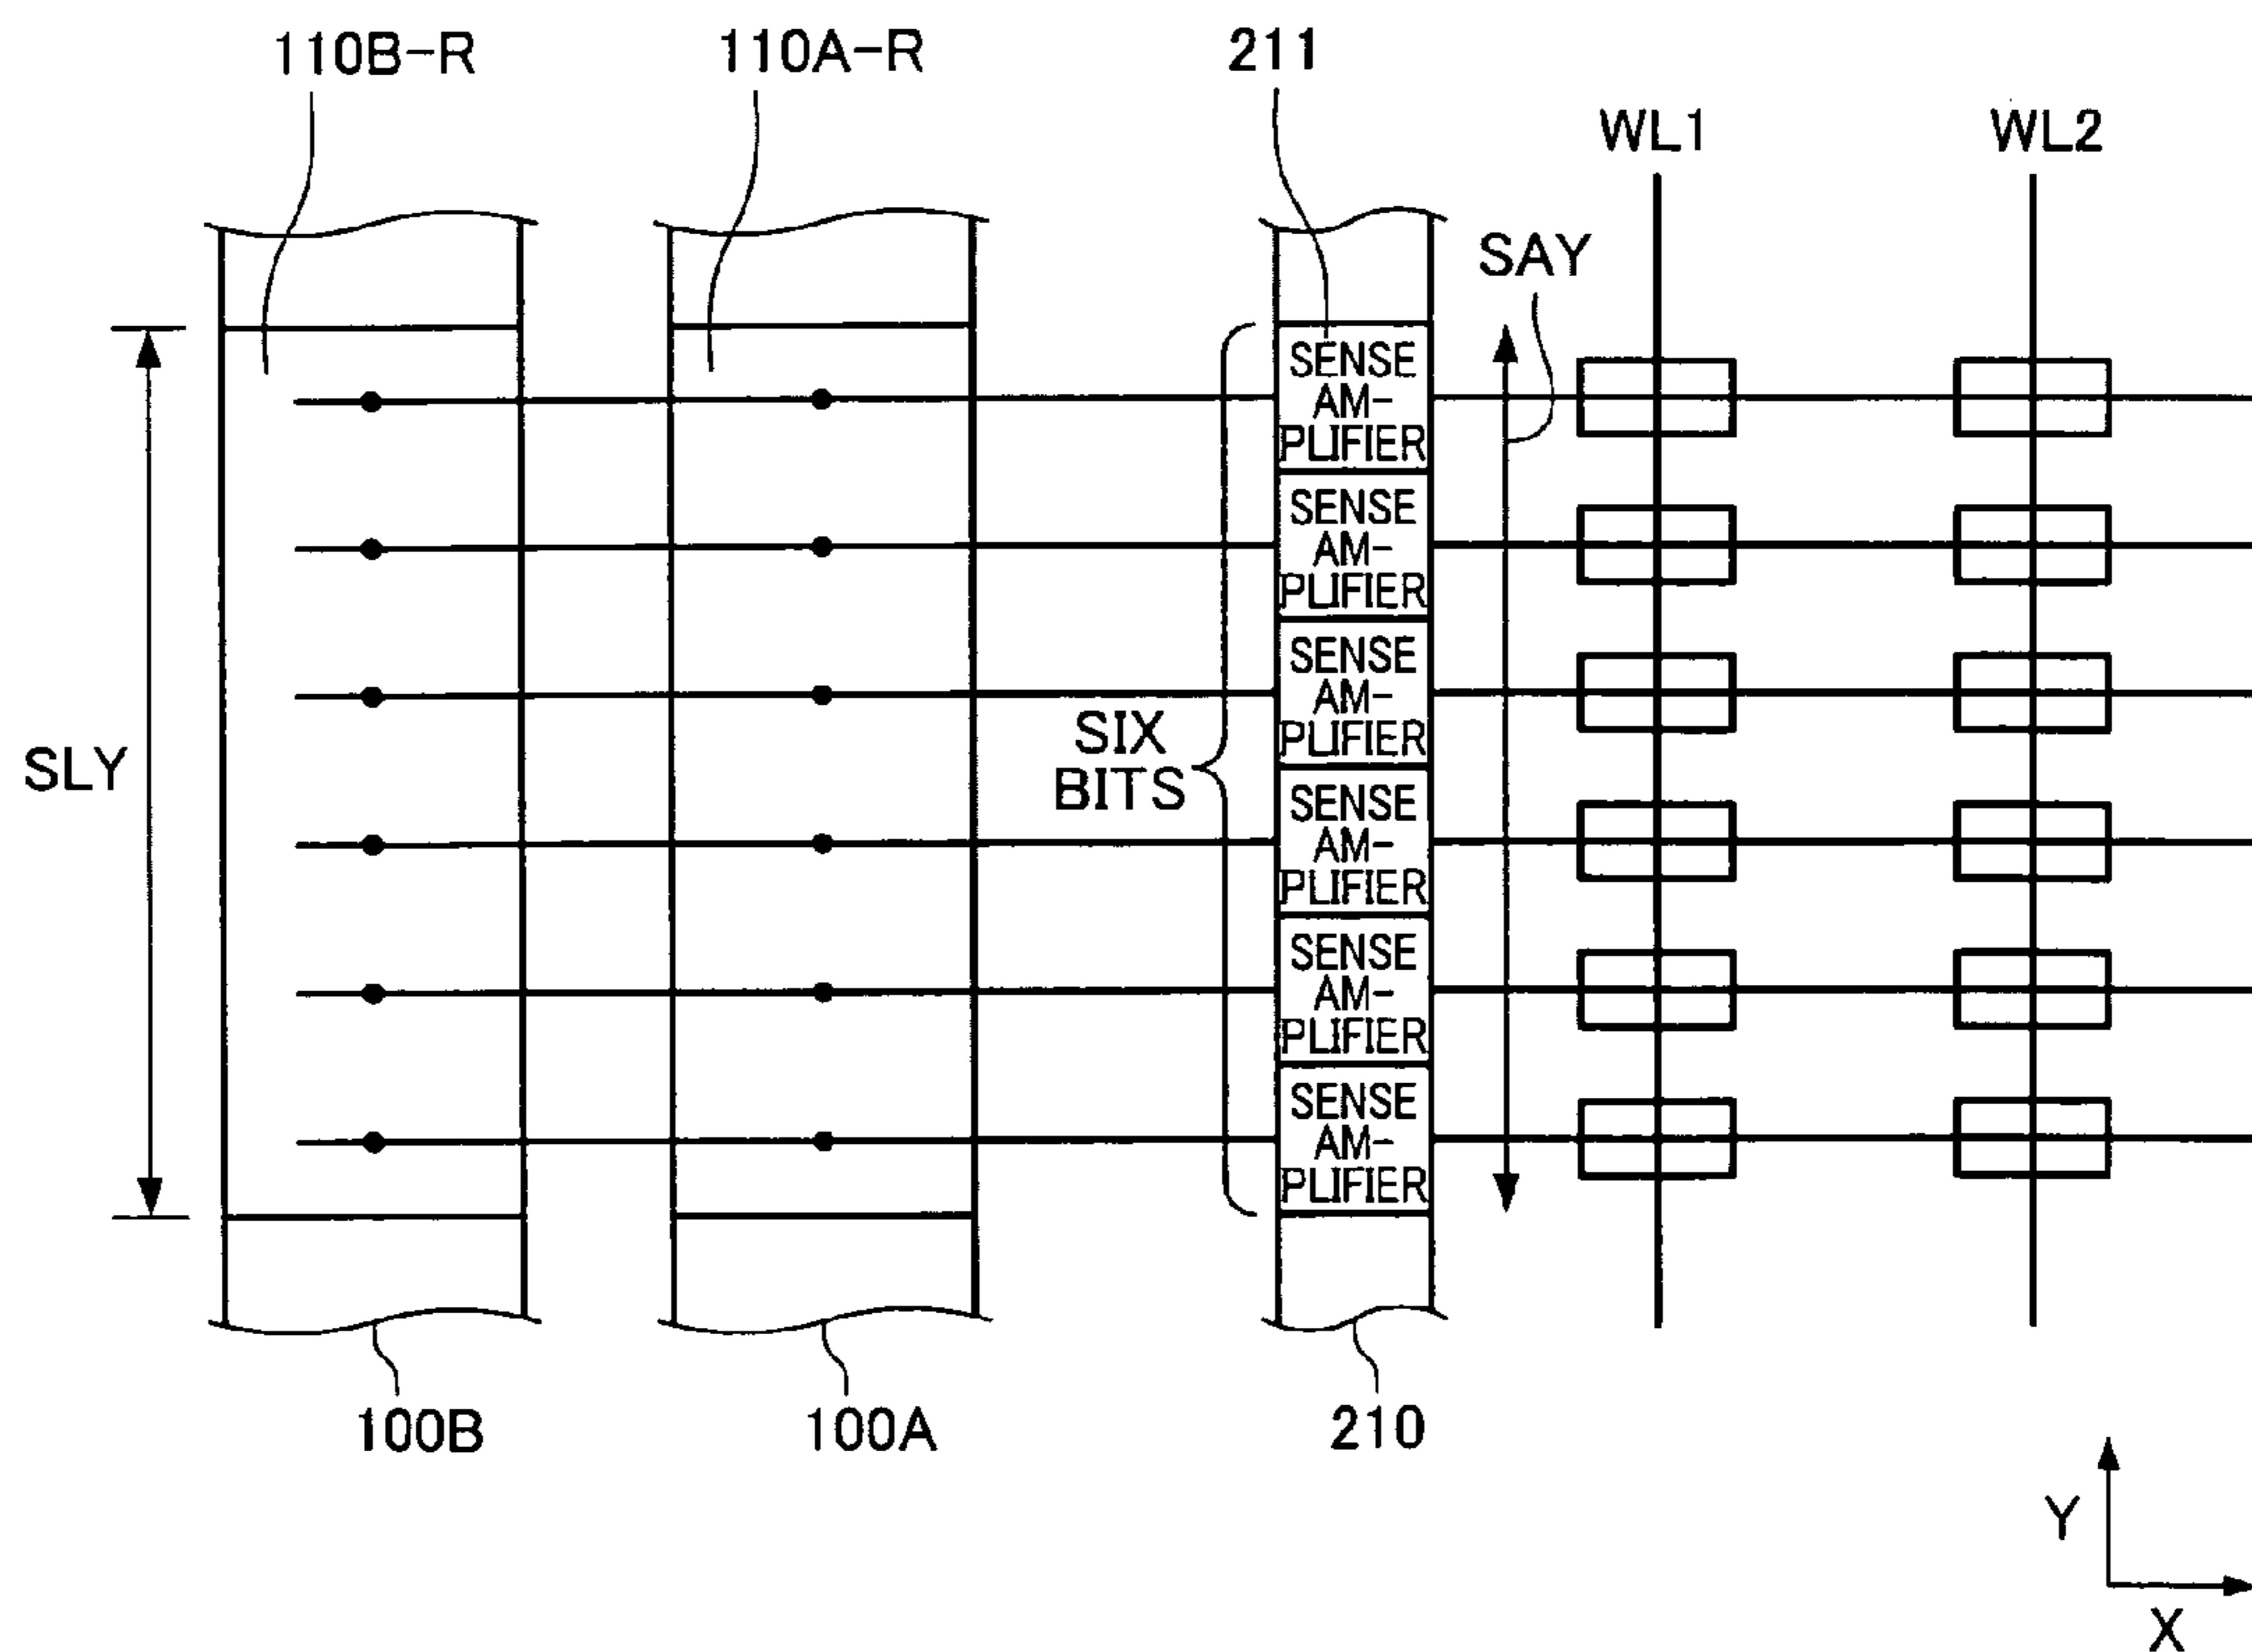 110B-R
110A-R
211
WL1
WL2
SAY
SLY
SIX
BITS
SENSE
AM-
PLIFIER
SENSE
AM-
PLIFIER
SENSE
AM-
PLIFIER
SENSE
AM-
PLIFIER
SENSE
AM-
PLIFIER
SENSE
AM-
PLIFIER
100B
100A
210
Y
X